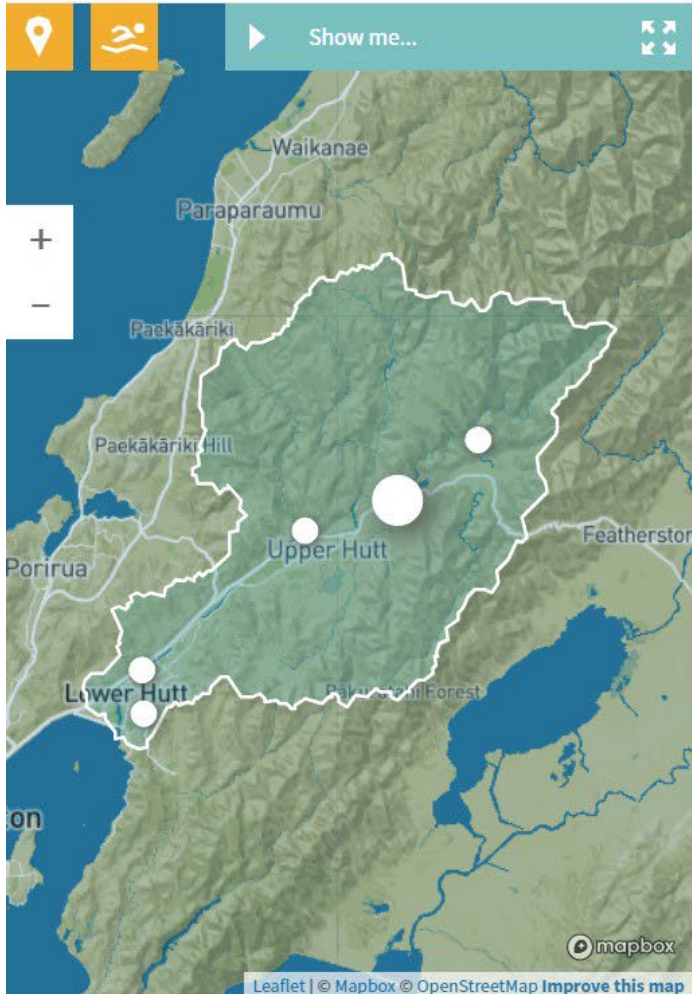 Show me...
Waikanae
Paraparaumu
+
−
Paekākāriki
Paekākāriki Hill
Upper Hutt
Featherston
Porirua
Lower Hutt
Pākuratahi Forest
ton
mapbox
Leaflet | © Mapbox © OpenStreetMap Improve this map